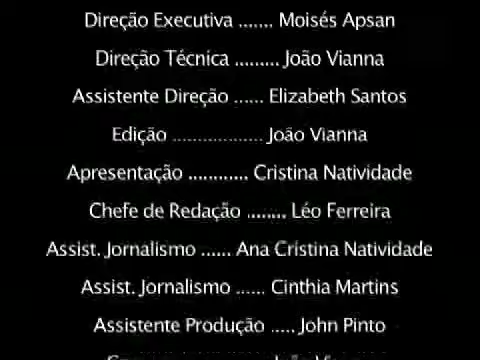 Direção Executiva ....... Moisés Apsan
Direção Técnica ......... João Vianna
Assistente Direção ...... Elizabeth Santos
Edição .................. João Vianna
Apresentação ............ Cristina Natividade
Chefe de Redação ........ Léo Ferreira
Assist. Jornalismo ...... Ana Cristina Natividade
Assist. Jornalismo ...... Cinthia Martins
Assistente Produção ..... John Pinto